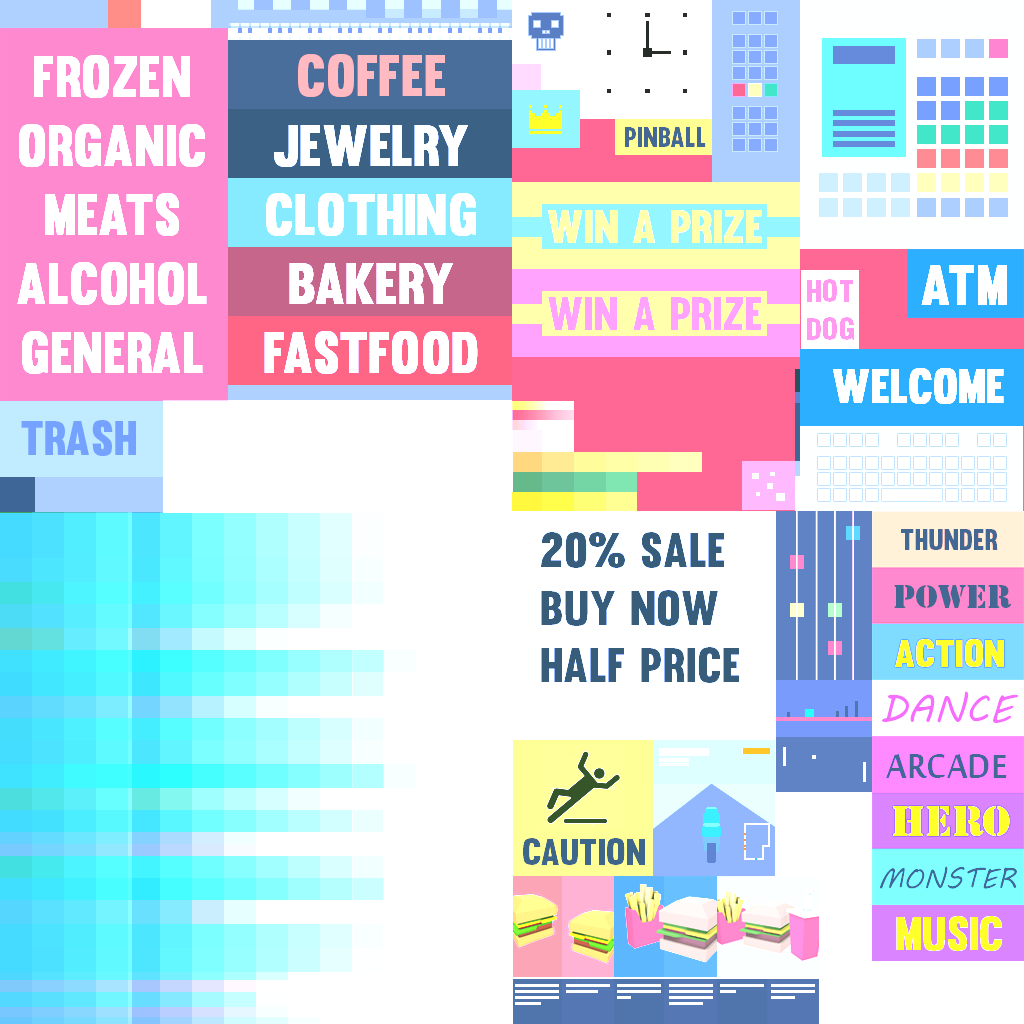 FROZEN
ORGANIC
MEATS
ALCOHOL
GENERAL
COFFEE
JEWELRY
CLOTHING
BAKERY
FASTFOOD
TRASH
PINBALL
WIN A PRIZE
WIN A PRIZE
HOT
DOG
ATM
WELCOME
20% SALE
BUY NOW
HALF PRICE
CAUTION
THUNDER
POWER
ACTION
DANCE
ARCADE
HERO
MONSTER
MUSIC